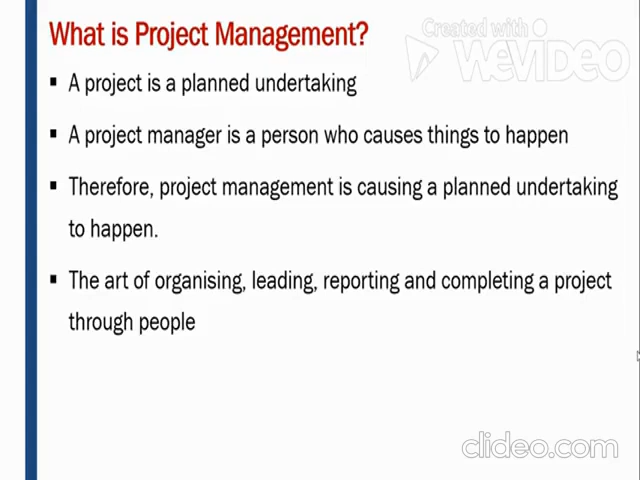 What is Project Management?
Created with
WEVIDEO
▪ A project is a planned undertaking
▪ A project manager is a person who causes things to happen
▪ Therefore, project management is causing a planned undertaking
to happen.
▪ The art of organising, leading, reporting and completing a project
through people
clideo.com